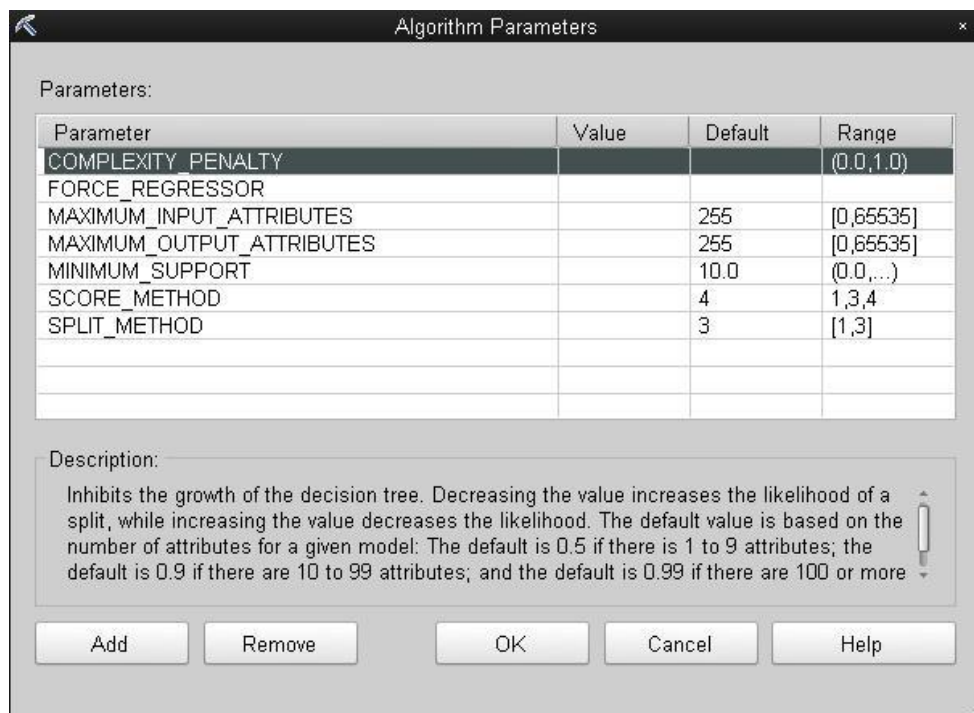 Algorithm Parameters
Parameters:
Parameter Value Default Range
COMPLEXITY_PENALTY (0.0,1.0)
FORCE_REGRESSOR
MAXIMUM_INPUT_ATTRIBUTES 255 [0,65535]
MAXIMUM_OUTPUT_ATTRIBUTES 255 [0,65535]
MINIMUM_SUPPORT 10.0 (0.0,...)
SCORE_METHOD 4 1,3,4
SPLIT_METHOD 3 [1,3]
Description:
Inhibits the growth of the decision tree. Decreasing the value increases the likelihood of a
split, while increasing the value decreases the likelihood. The default value is based on the
number of attributes for a given model: The default is 0.5 if there is 1 to 9 attributes; the
default is 0.9 if there are 10 to 99 attributes; and the default is 0.99 if there are 100 or more
Add Remove OK Cancel Help